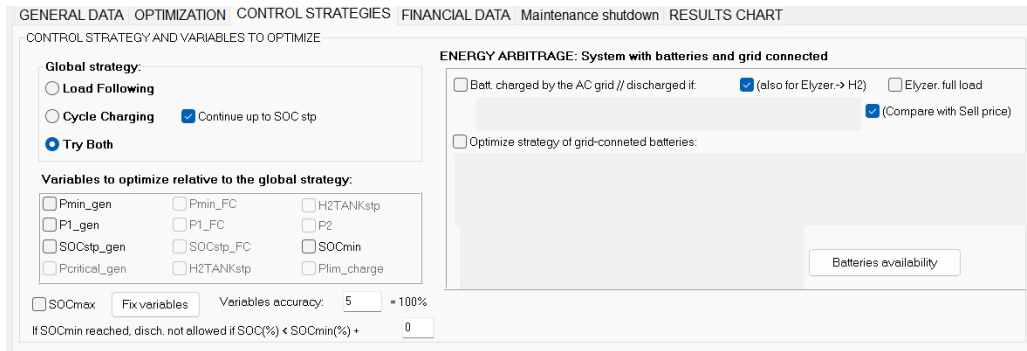 GENERAL DATA OPTIMIZATION CONTROL STRATEGIES FINANCIAL DATA Maintenance shutdown RESULTS CHART
CONTROL STRATEGY AND VARIABLES TO OPTIMIZE
Global strategy:
Load Following
Cycle Charging Continue up to SOC stp
Try Both
Variables to optimize relative to the global strategy:
Pmin_gen Pmin_FC H2TANKstp
P1_gen P1_FC P2
SOCstp_gen SOCstp_FC SOCmin
Pcritical_gen H2TANKstp Plim_charge
SOCmax Fix variables Variables accuracy: 5 = 100%
If SOCmin reached, disch. not allowed if SOC(%) < SOCmin(%) + 0
ENERGY ARBITRAGE: System with batteries and grid connected
Batt. charged by the AC grid // discharged if: (also for Elyzer.-> H2) Elyzer. full load
(Compare with Sell price)
Optimize strategy of grid-conneted batteries:
Batteries availability